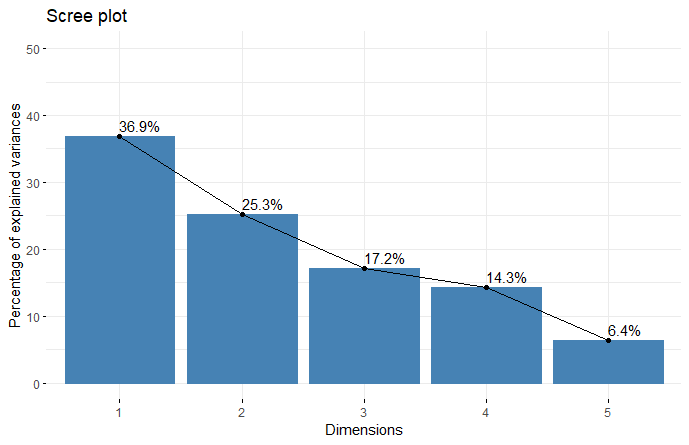 Scree plot
Percentage of explained variances
50
40
30
20
10
0
36.9%
25.3%
17.2%
14.3%
6.4%
1 2 3 4 5
Dimensions